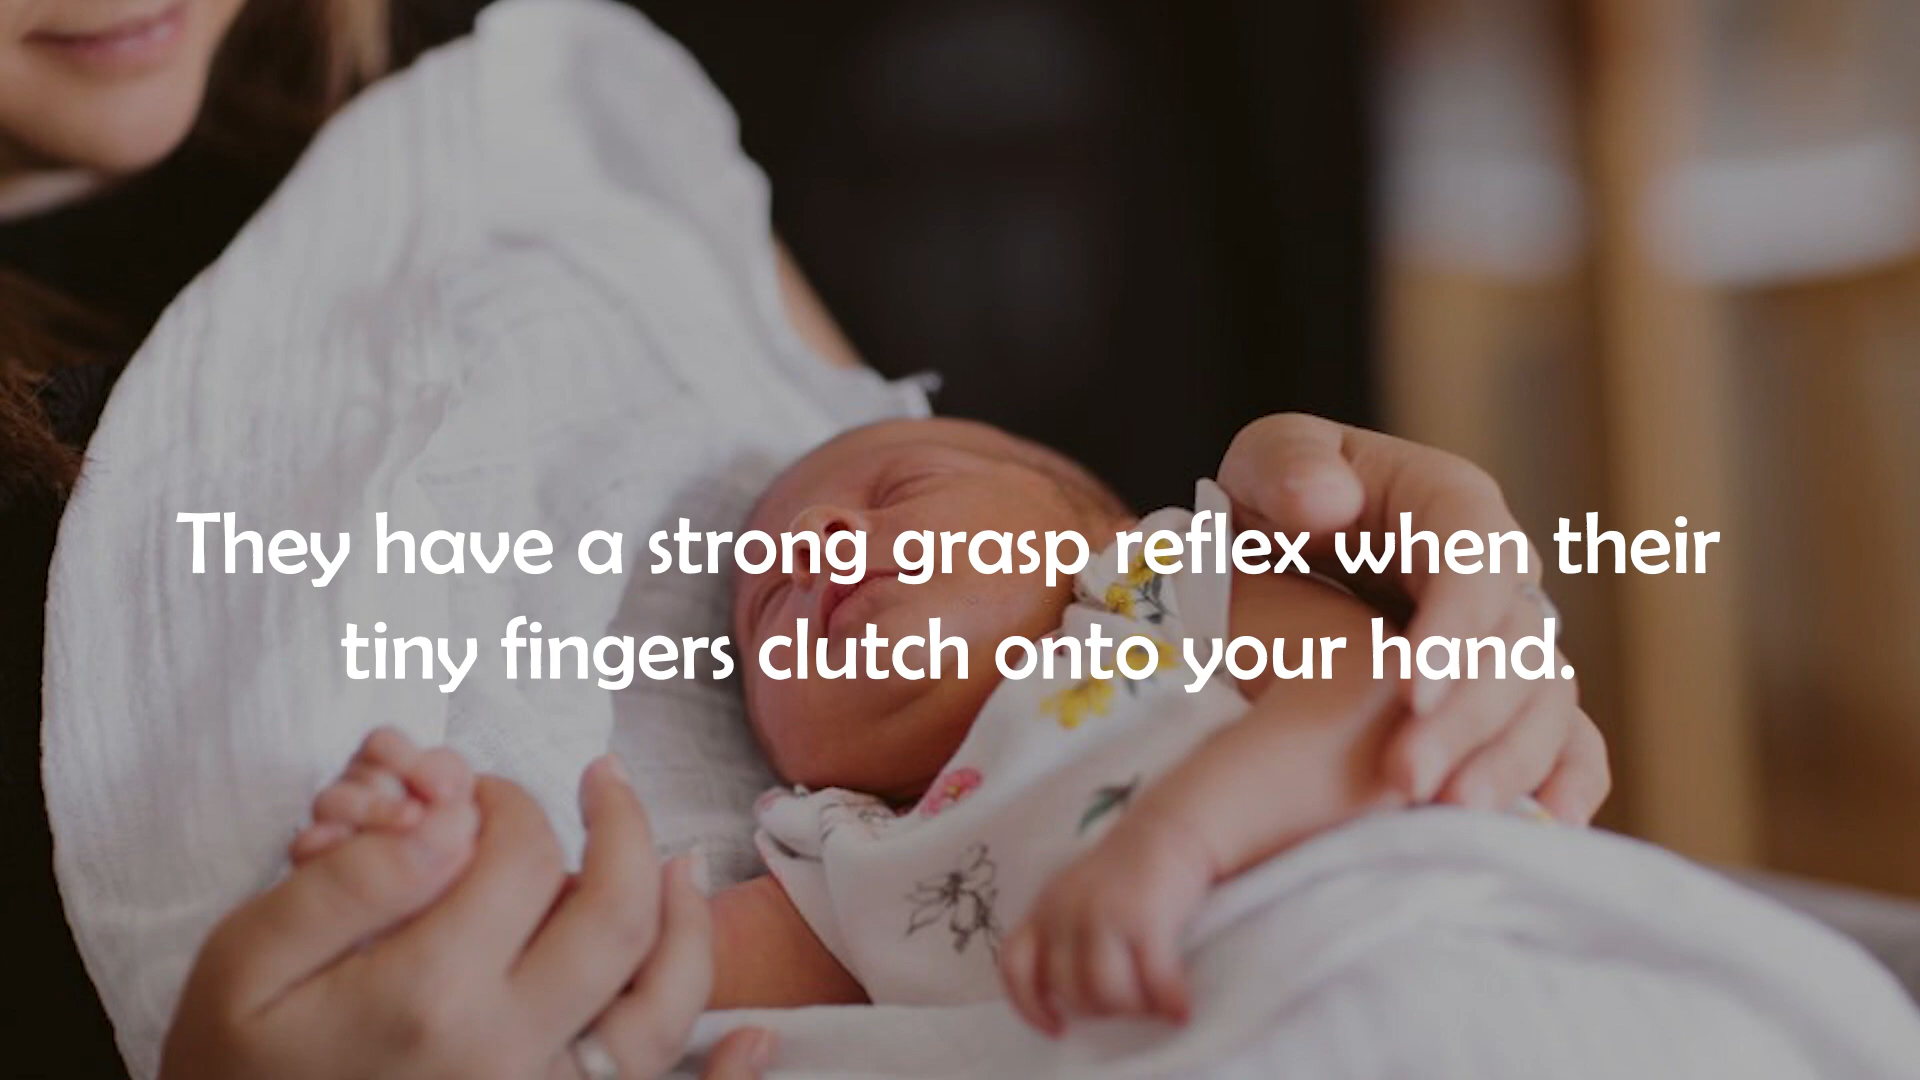 They have a strong grasp reflex when their
tiny fingers clutch onto your hand.